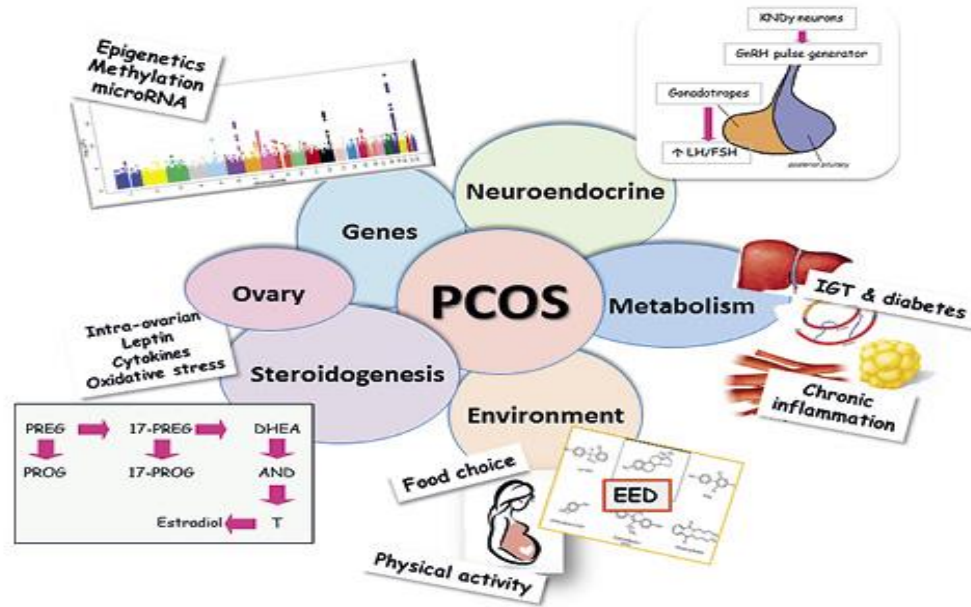 Epigenetics
Methylation
microRNA
KNDy neurons
GnRH pulse generator
Gonadotropes
↑ LH/FSH
posterior pituitary
Neuroendocrine
Genes
Ovary
PCOS
Metabolism
IGT & diabetes
Chronic
inflammation
Intra-ovarian
Leptin
Cytokines
Oxidative stress
Steroidogenesis
Environment
PREG
17-PREG
DHEA
PROG
17-PROG
AND
Estradiol
T
Food choice
EED
Physical activity